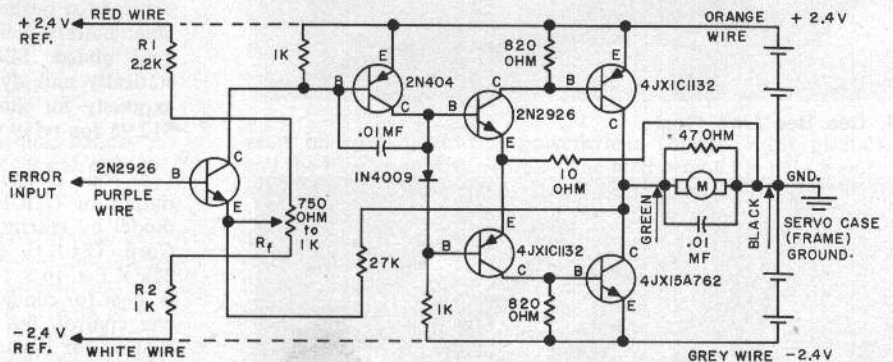 + 2.4V
REF.
RED WIRE
ORANGE
WIRE
+ 2.4V
R1
2.2K
1K
820
OHM
B
E
C
2N404
B
C
E
2N2926
B
E
C
4JX1C1132
.01 MF
1N4009
ERROR
INPUT
2N2926
PURPLE
WIRE
B
C
E
750
OHM
to
1K
Rf
10
OHM
.47 OHM
M
GND.
GREEN
.01
MF
BLACK
SERVO CASE
(FRAME)
GROUND.
27K
B
E
C
4JX1C1132
B
C
E
4JX15A762
R2
1K
1K
820
OHM
-2.4V
REF.
WHITE WIRE
GREY WIRE -2.4V